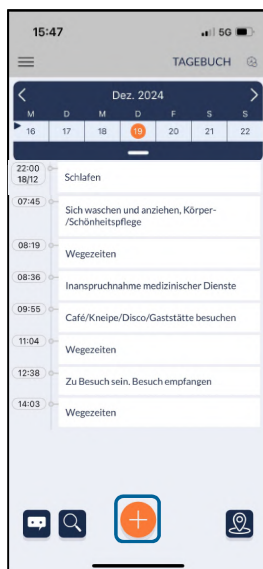 15:47
5G
TAGEBUCH
Dez. 2024
M D M D F S S
16 17 18 19 20 21 22
22:00
18/12
Schlafen
07:45
Sich waschen und anziehen, Körper-
/Schönheitspflege
08:19
Wegezeiten
08:36
Inanspruchnahme medizinischer Dienste
09:55
Café/Kneipe/Disco/Gaststätte besuchen
11:04
Wegezeiten
12:38
Zu Besuch sein. Besuch empfangen
14:03
Wegezeiten